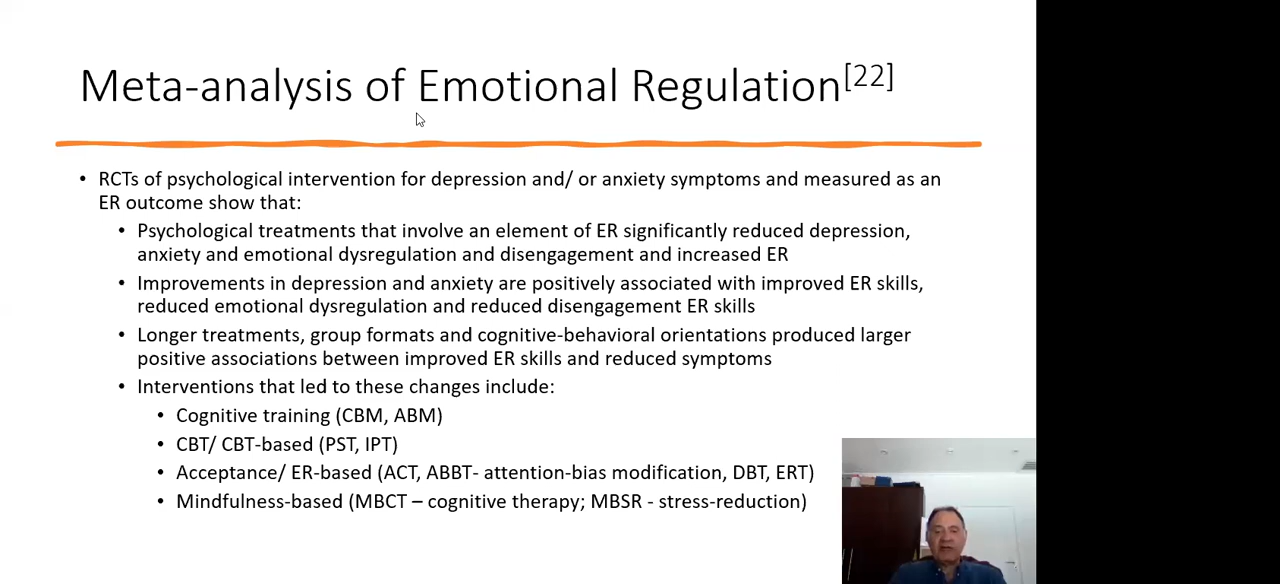 Meta-analysis of Emotional Regulation[22]
• RCTs of psychological intervention for depression and/ or anxiety symptoms and measured as an
ER outcome show that:
• Psychological treatments that involve an element of ER significantly reduced depression,
anxiety and emotional dysregulation and disengagement and increased ER
• Improvements in depression and anxiety are positively associated with improved ER skills,
reduced emotional dysregulation and reduced disengagement ER skills
• Longer treatments, group formats and cognitive-behavioral orientations produced larger
positive associations between improved ER skills and reduced symptoms
• Interventions that led to these changes include:
• Cognitive training (CBM, ABM)
• CBT/ CBT-based (PST, IPT)
• Acceptance/ ER-based (ACT, ABBT- attention-bias modification, DBT, ERT)
• Mindfulness-based (MBCT – cognitive therapy; MBSR - stress-reduction)